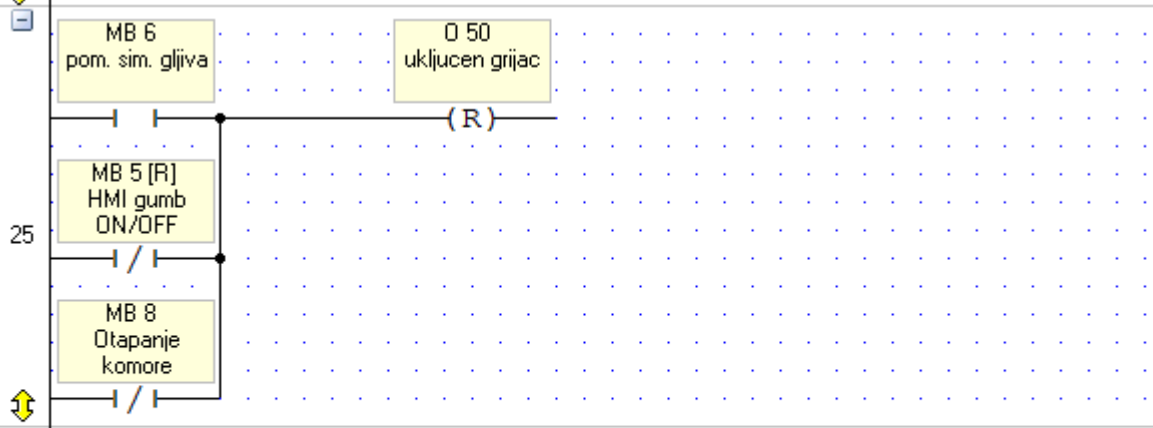 MB 6
pom. sim. gljiva
O 50
ukljucen grijac
(R)
MB 5 [R]
HMI gumb
ON/OFF
25
MB 8
Otapanje
komore